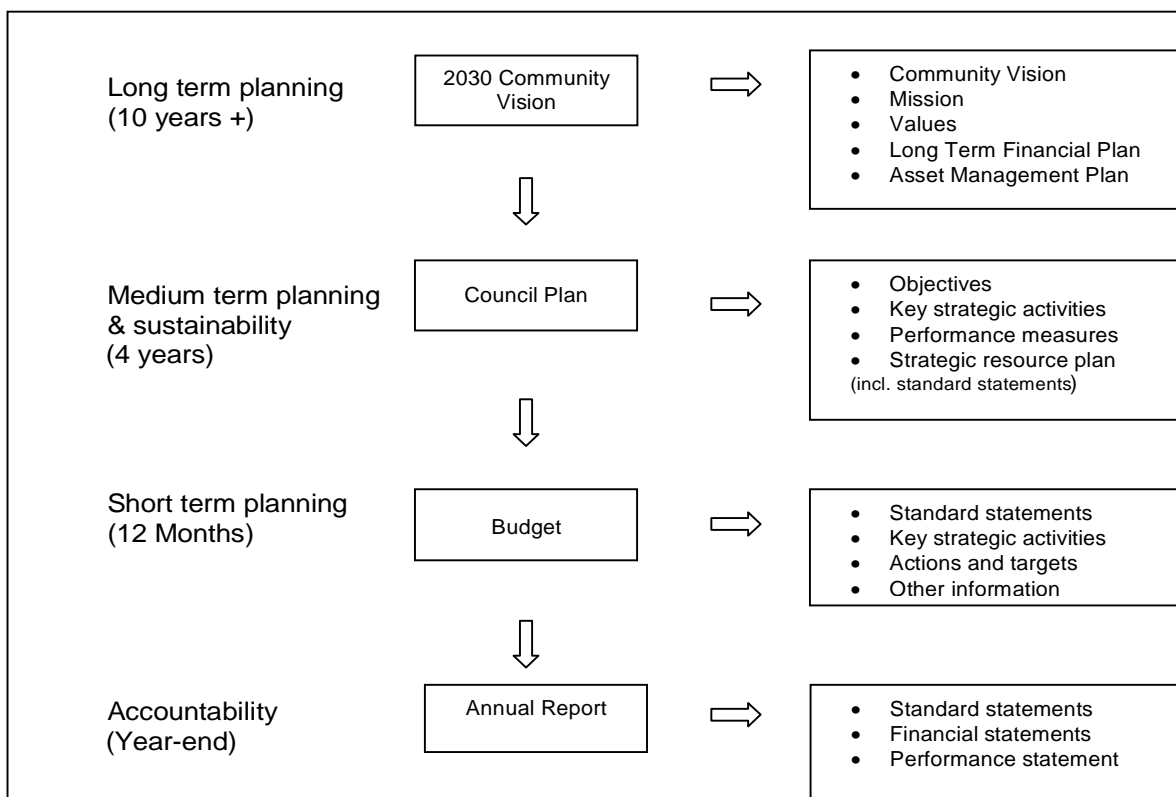 Long term planning
(10 years +)
2030 Community
Vision
• Community Vision
• Mission
• Values
• Long Term Financial Plan
• Asset Management Plan
Medium term planning
& sustainability
(4 years)
Council Plan
• Objectives
• Key strategic activities
• Performance measures
• Strategic resource plan
(incl. standard statements)
Short term planning
(12 Months)
Budget
• Standard statements
• Key strategic activities
• Actions and targets
• Other information
Accountability
(Year-end)
Annual Report
• Standard statements
• Financial statements
• Performance statement